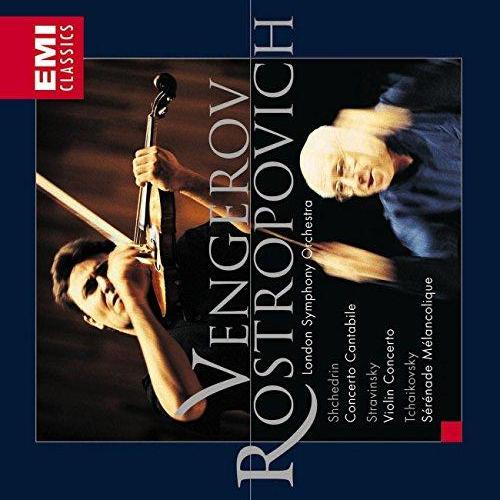 EMI
CLASSICS
VENGEROV
ROSTROPOVICH
London Symphony Orchestra
Shchedrin
Concerto Cantabile
Stravinsky
Violin Concerto
Tchaikovsky
Sérénade Mélancolique